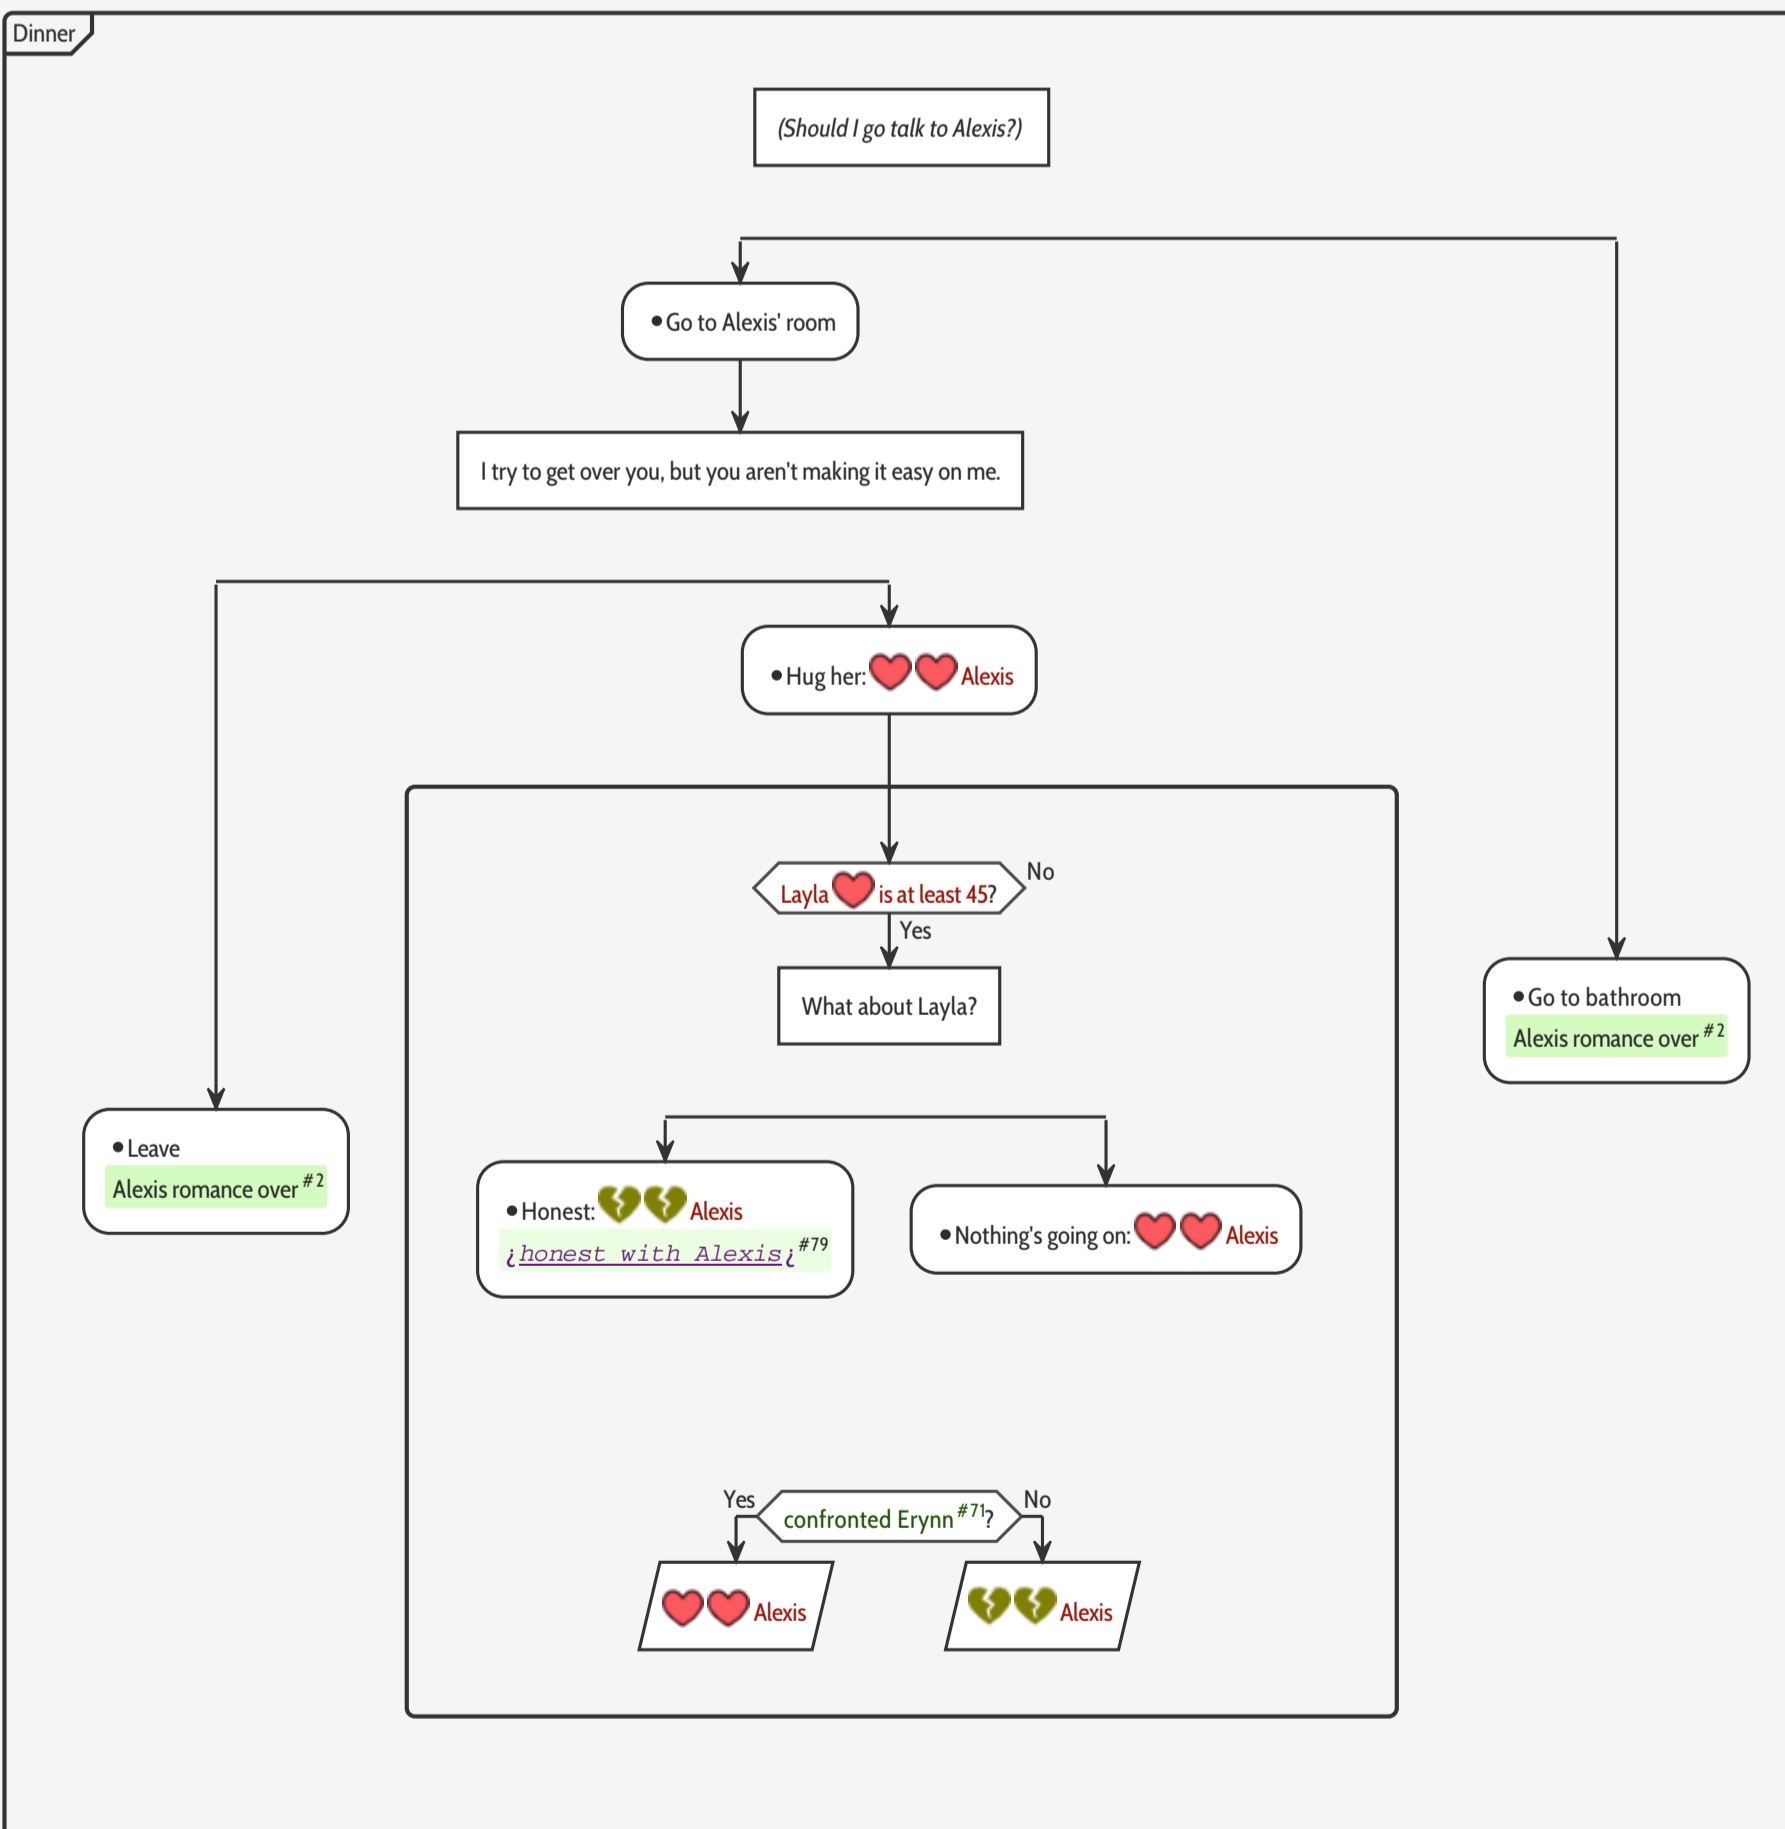 Dinner
(Should I go talk to Alexis?)
•Go to Alexis' room
I try to get over you, but you aren't making it easy on me.
•Hug her: Alexis
Layla is at least 45?
No
Yes
What about Layla?
•Go to bathroom
Alexis romance over #2
•Leave
Alexis romance over #2
•Honest: Alexis
¿honest with Alexis¿ #79
•Nothing's going on: Alexis
Yes
confronted Erynn #71?
No
Alexis
Alexis